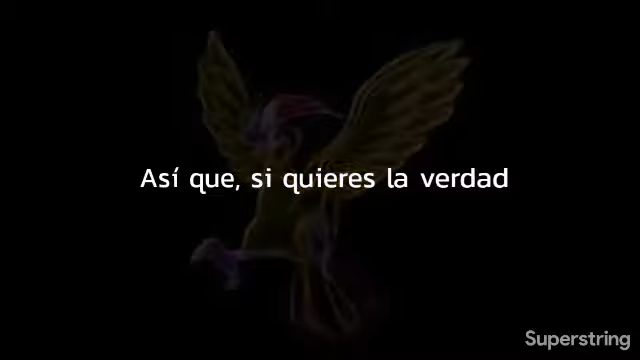 Así que, si quieres la verdad
Superstring